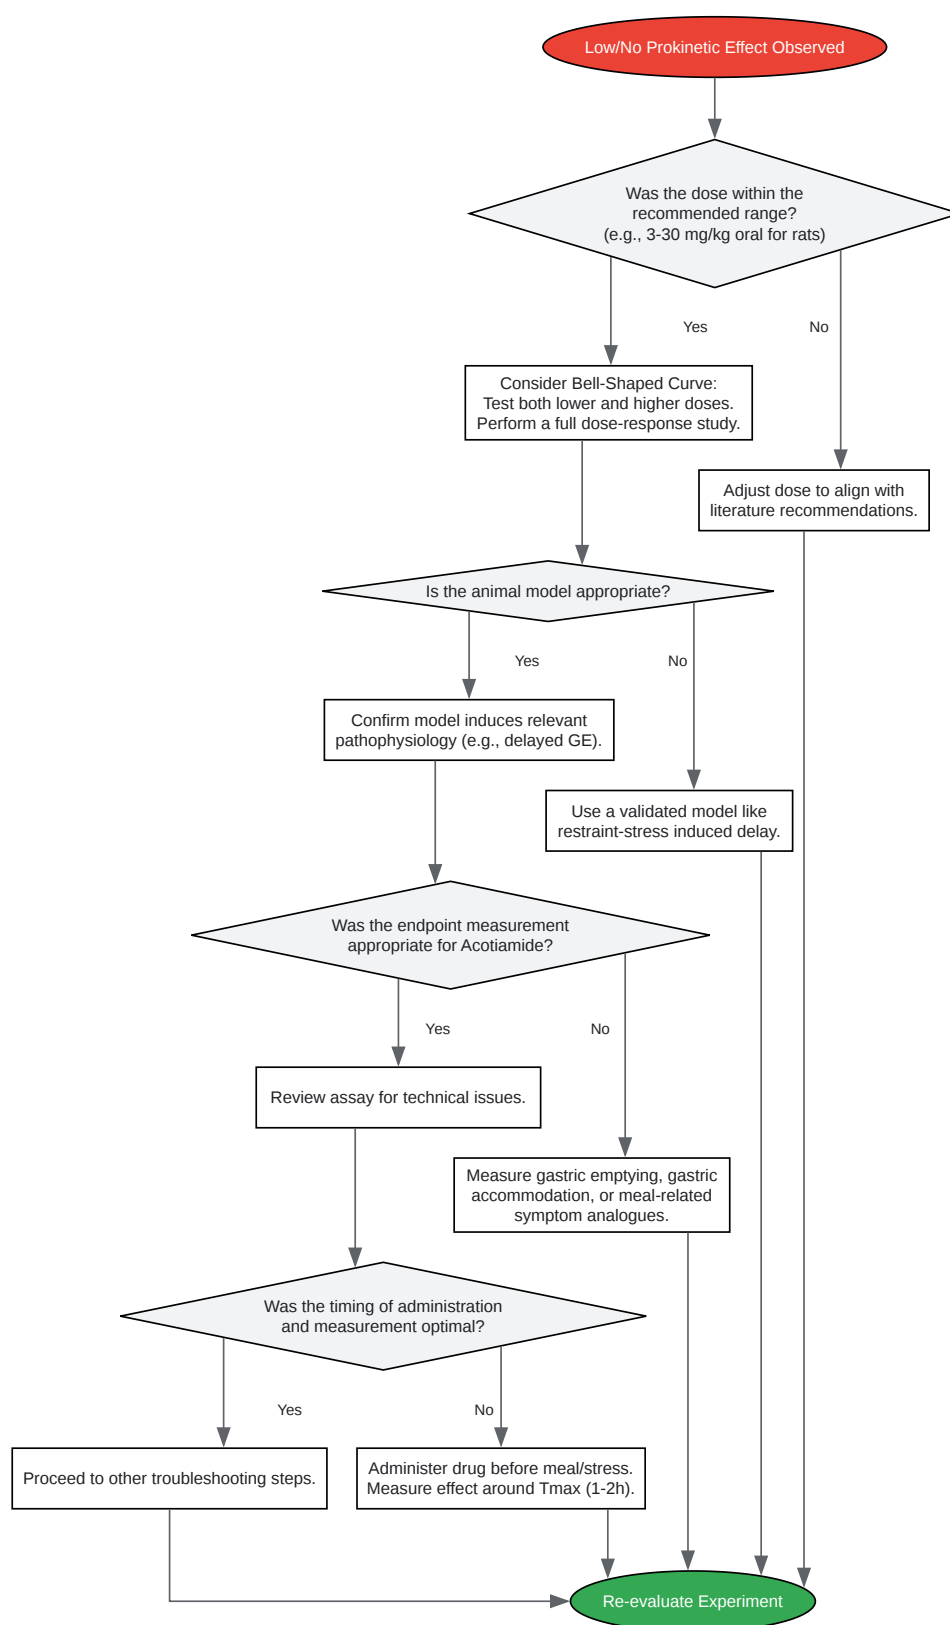 Low/No Prokinetic Effect Observed
Was the dose within the
recommended range?
(e.g., 3-30 mg/kg oral for rats)
Yes
No
Consider Bell-Shaped Curve:
Test both lower and higher doses.
Perform a full dose-response study.
Adjust dose to align with
literature recommendations.
Is the animal model appropriate?
Yes
No
Confirm model induces relevant
pathophysiology (e.g., delayed GE).
Use a validated model like
restraint-stress induced delay.
Was the endpoint measurement
appropriate for Acotiamide?
Yes
No
Review assay for technical issues.
Measure gastric emptying, gastric
accommodation, or meal-related
symptom analogues.
Was the timing of administration
and measurement optimal?
Yes
No
Proceed to other troubleshooting steps.
Administer drug before meal/stress.
Measure effect around Tmax (1-2h).
Re-evaluate Experiment